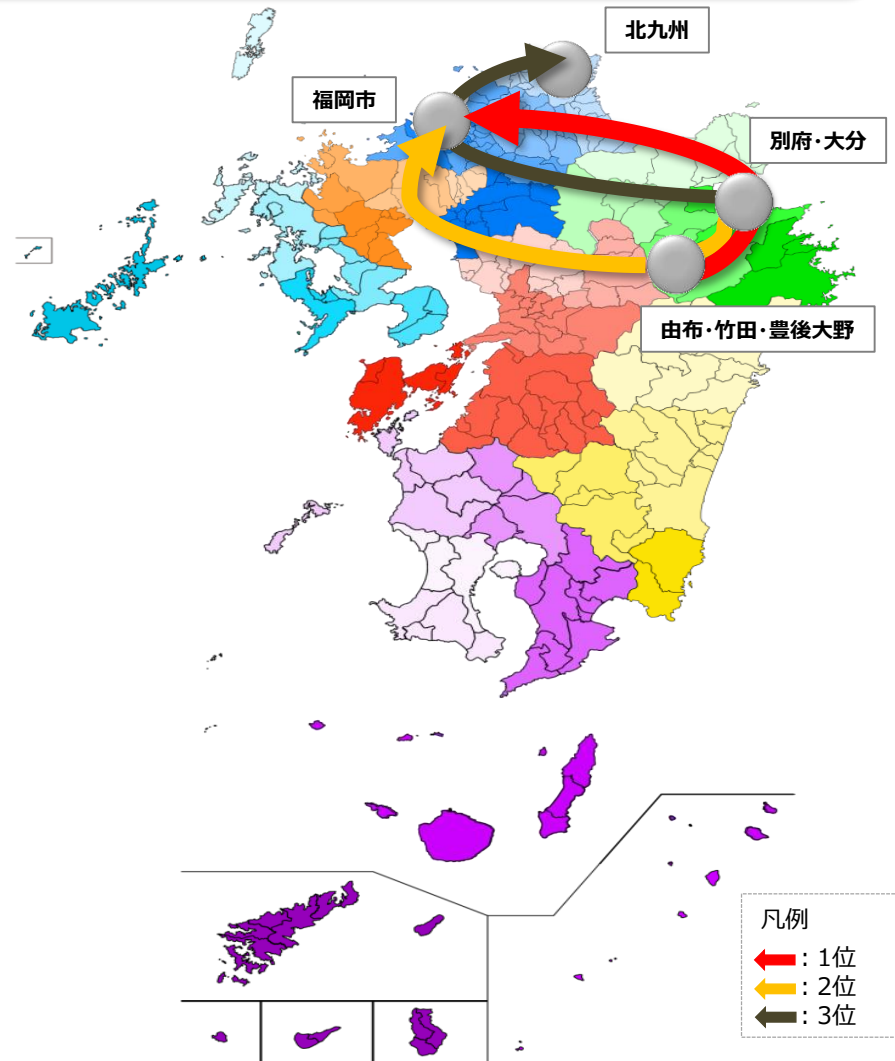 北九州
福岡市
別府・大分
由布・竹田・豊後大野
凡例
：1位
：2位
：3位